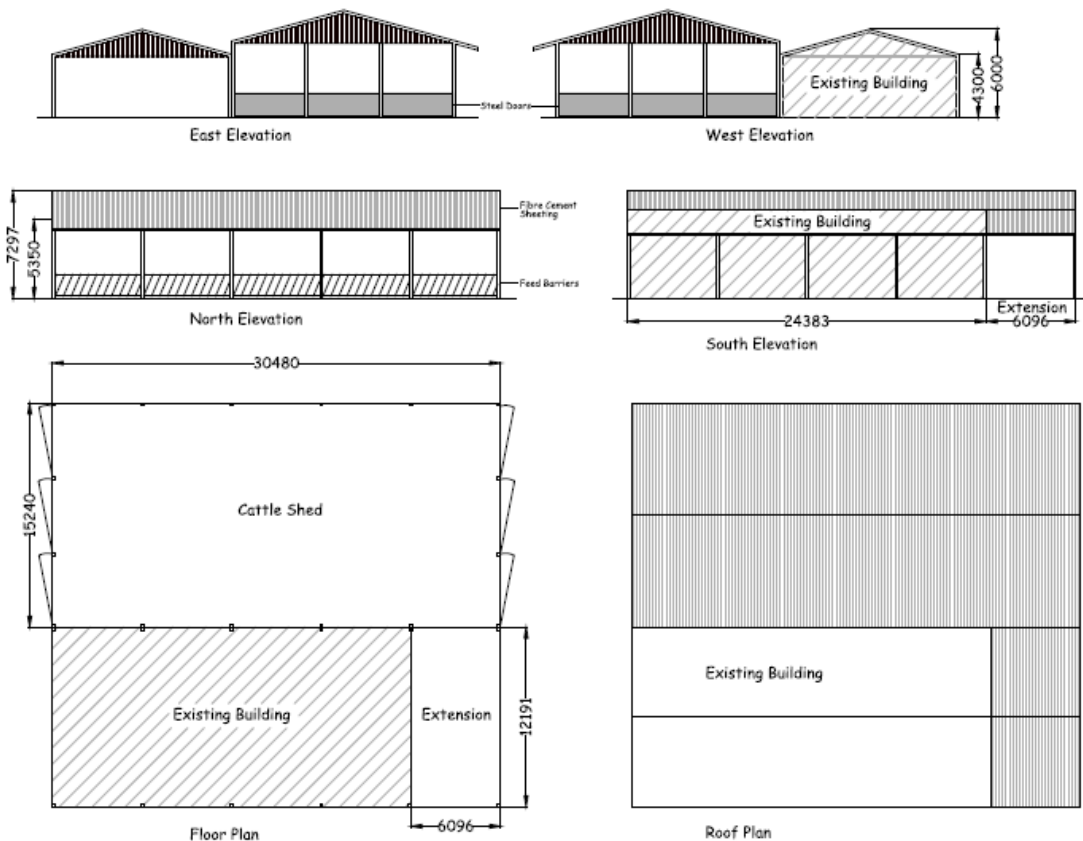 Existing Building
4300
6000
Steel Doors
East Elevation
West Elevation
7297
5350
Fibre Cement
Sheeting
Feed Barriers
North Elevation
Existing Building
Extension
24383
6096
South Elevation
30480
15240
Cattle Shed
Existing Building
Extension
12191
6096
Floor Plan
Existing Building
Roof Plan